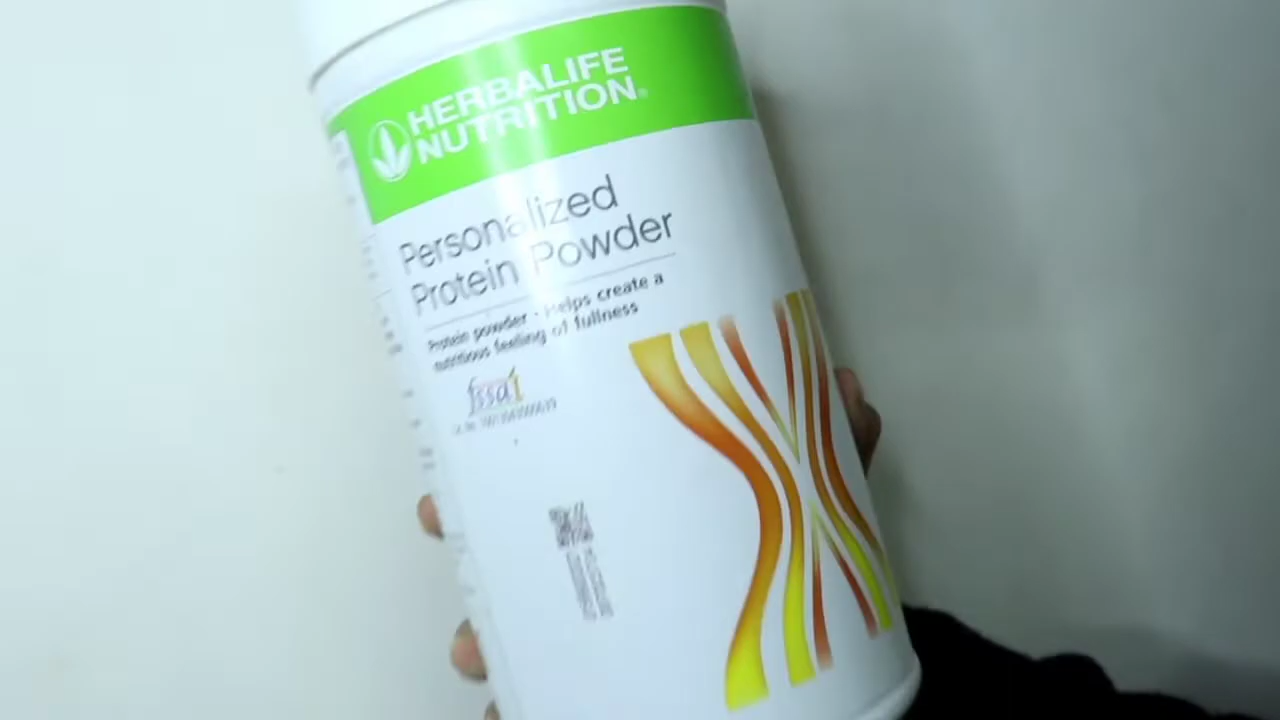 HERBALIFE
NUTRITION®
Personalized
Protein Powder
Protein powder - Helps create a
nutritious feeling of fullness
fssai